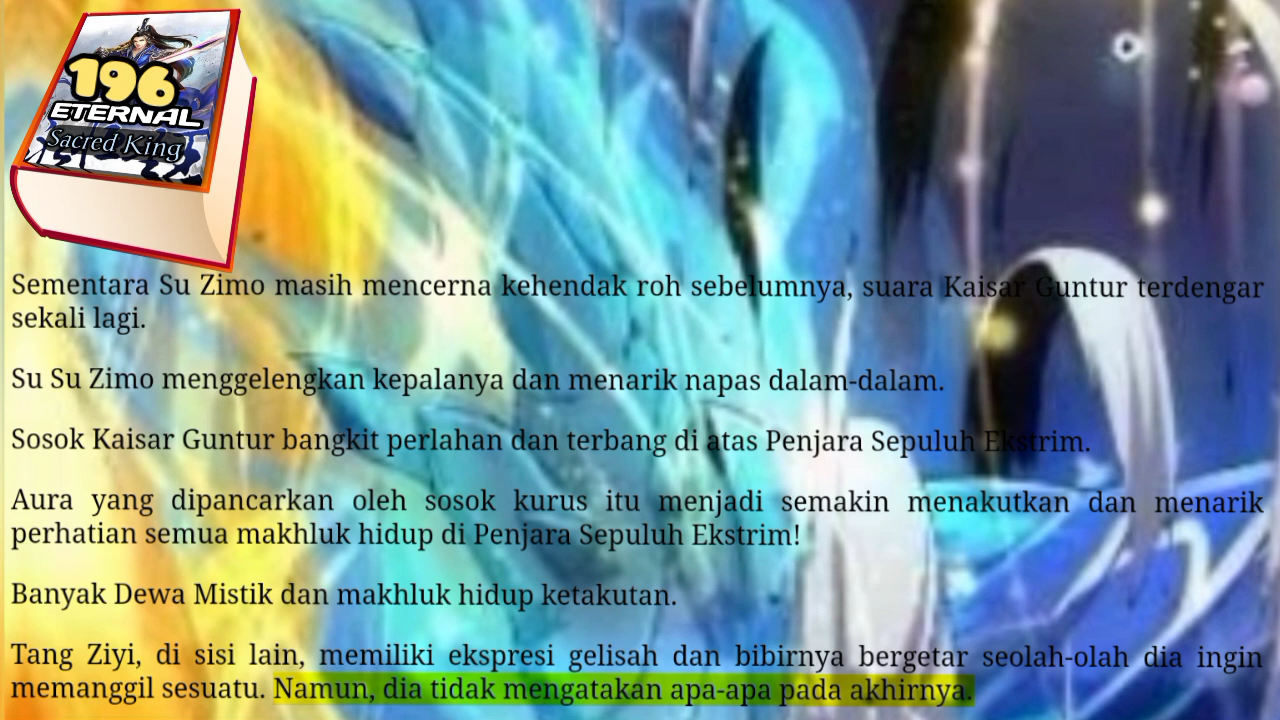 196
ETERNAL
Sacred King
Sementara Su Zimo masih mencerna kehendak roh sebelumnya, suara Kaisar Guntur terdengar
sekali lagi.
Su Su Zimo menggelengkan kepalanya dan menarik napas dalam-dalam.
Sosok Kaisar Guntur bangkit perlahan dan terbang di atas Penjara Sepuluh Ekstrim.
Aura yang dipancarkan oleh sosok kurus itu menjadi semakin menakutkan dan menarik
perhatian semua makhluk hidup di Penjara Sepuluh Ekstrim!
Banyak Dewa Mistik dan makhluk hidup ketakutan.
Tang Ziyi, di sisi lain, memiliki ekspresi gelisah dan bibirnya bergetar seolah-olah dia ingin
memanggil sesuatu. Namun, dia tidak mengatakan apa-apa pada akhirnya.